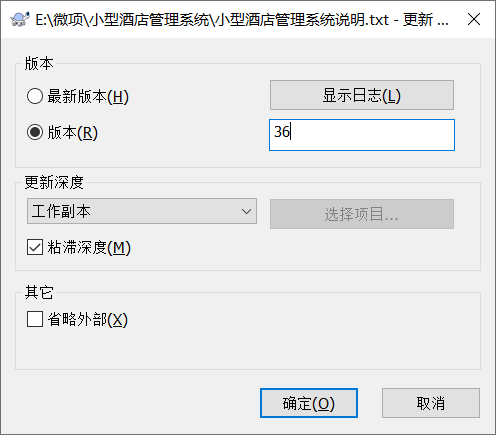 E:\微项\小型酒店管理系统\小型酒店管理系统说明.txt - 更新 ...
版本
最新版本(H)
显示日志(L)
版本(R)
36
更新深度
工作副本
选择项目...
粘滞深度(M)
其它
省略外部(X)
确定(O)
取消